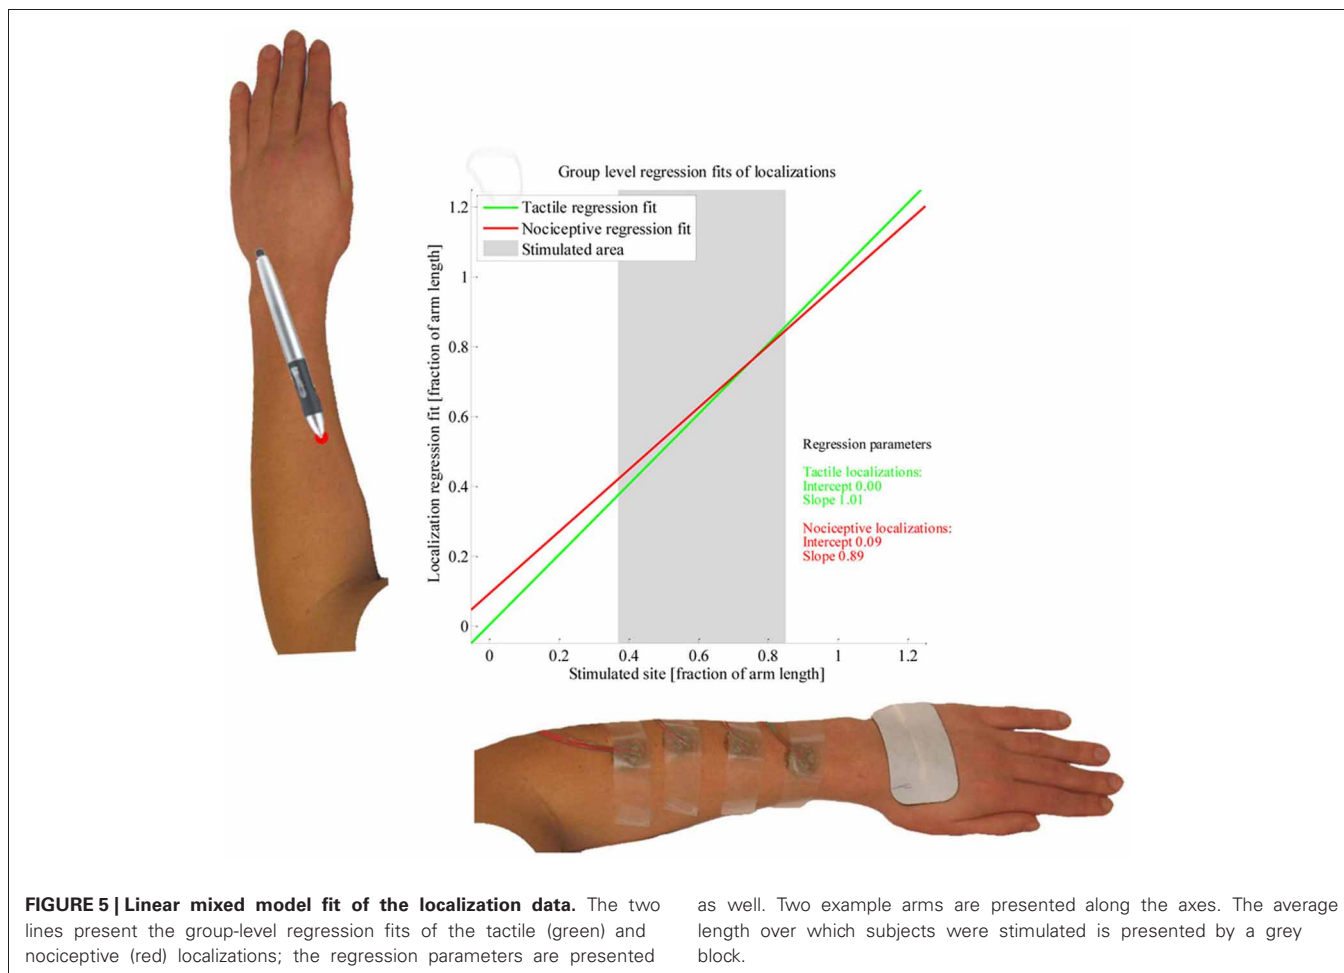 Group level regression fits of localizations
Tactile regression fit
Nociceptive regression fit
Stimulated area
Localization regression fit [fraction of arm length]
1.2
1
0.8
0.6
0.4
0.2
0
Regression parameters
Tactile localizations:
Intercept 0.00
Slope 1.01
Nociceptive localizations:
Intercept 0.09
Slope 0.89
0 0.2 0.4 0.6 0.8 1 1.2
Stimulated site [fraction of arm length]
FIGURE 5 | Linear mixed model fit of the localization data. The two
lines present the group-level regression fits of the tactile (green) and
nociceptive (red) localizations; the regression parameters are presented
as well. Two example arms are presented along the axes. The average
length over which subjects were stimulated is presented by a grey
block.